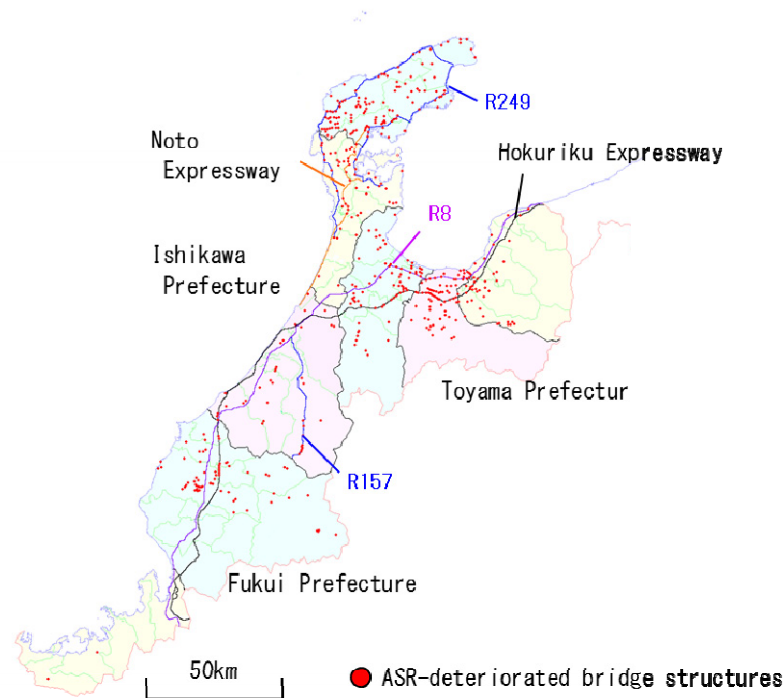 R249
Noto
Expressway
Hokuriku Expressway
R8
Ishikawa
Prefecture
Toyama Prefectur
R157
Fukui Prefecture
50km
ASR-deteriorated bridge structures